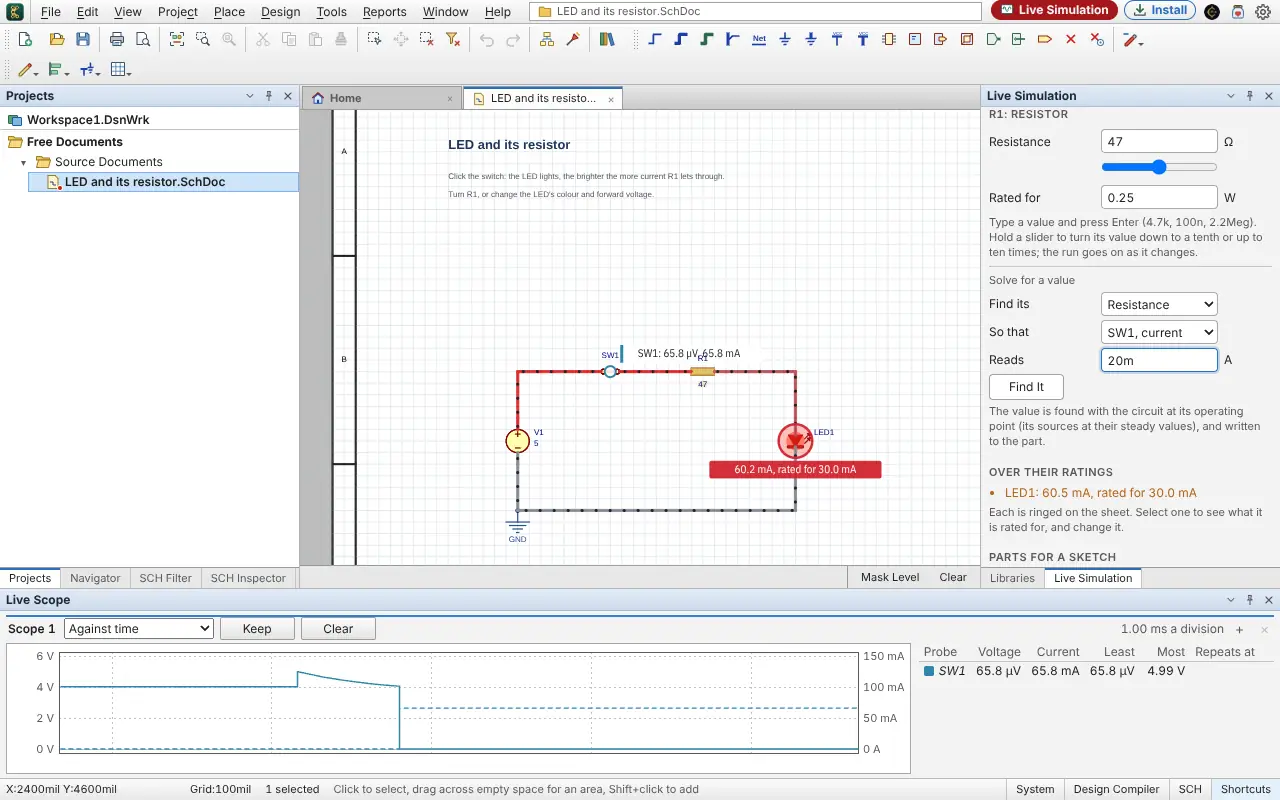 File Edit View Project Place Design Tools Reports Window Help
LED and its resistor.SchDoc
Live Simulation
Install
Net
Projects
Workspace1.DsnWrk
Free Documents
Source Documents
LED and its resistor.SchDoc
Projects Navigator SCH Filter SCH Inspector
Home
LED and its resisto...
A
B
LED and its resistor
Click the switch: the LED lights, the brighter the more current R1 lets through.
Turn R1, or change the LED's colour and forward voltage.
SW1
SW1: 65.8 µV, 65.8 mA
R1
47
V1
5
LED1
60.2 mA, rated for 30.0 mA
GND
Mask Level Clear
Live Simulation
R1: RESISTOR
Resistance 47 Ω
Rated for 0.25 W
Type a value and press Enter (4.7k, 100n, 2.2Meg).
Hold a slider to turn its value down to a tenth or up to
ten times; the run goes on as it changes.
Solve for a value
Find its Resistance
So that SW1, current
Reads 20m A
Find It
The value is found with the circuit at its operating
point (its sources at their steady values), and written
to the part.
OVER THEIR RATINGS
• LED1: 60.5 mA, rated for 30.0 mA
Each is ringed on the sheet. Select one to see what it
is rated for, and change it.
PARTS FOR A SKETCH
Libraries Live Simulation
Live Scope
Scope 1 Against time Keep Clear
1.00 ms a division + ×
6 V
4 V
2 V
0 V
150 mA
100 mA
50 mA
0 A
Probe Voltage Current Least Most Repeats at
SW1 65.8 µV 65.8 mA 65.8 µV 4.99 V
X:2400mil Y:4600mil Grid:100mil 1 selected Click to select, drag across empty space for an area, Shift+click to add
System Design Compiler SCH Shortcuts